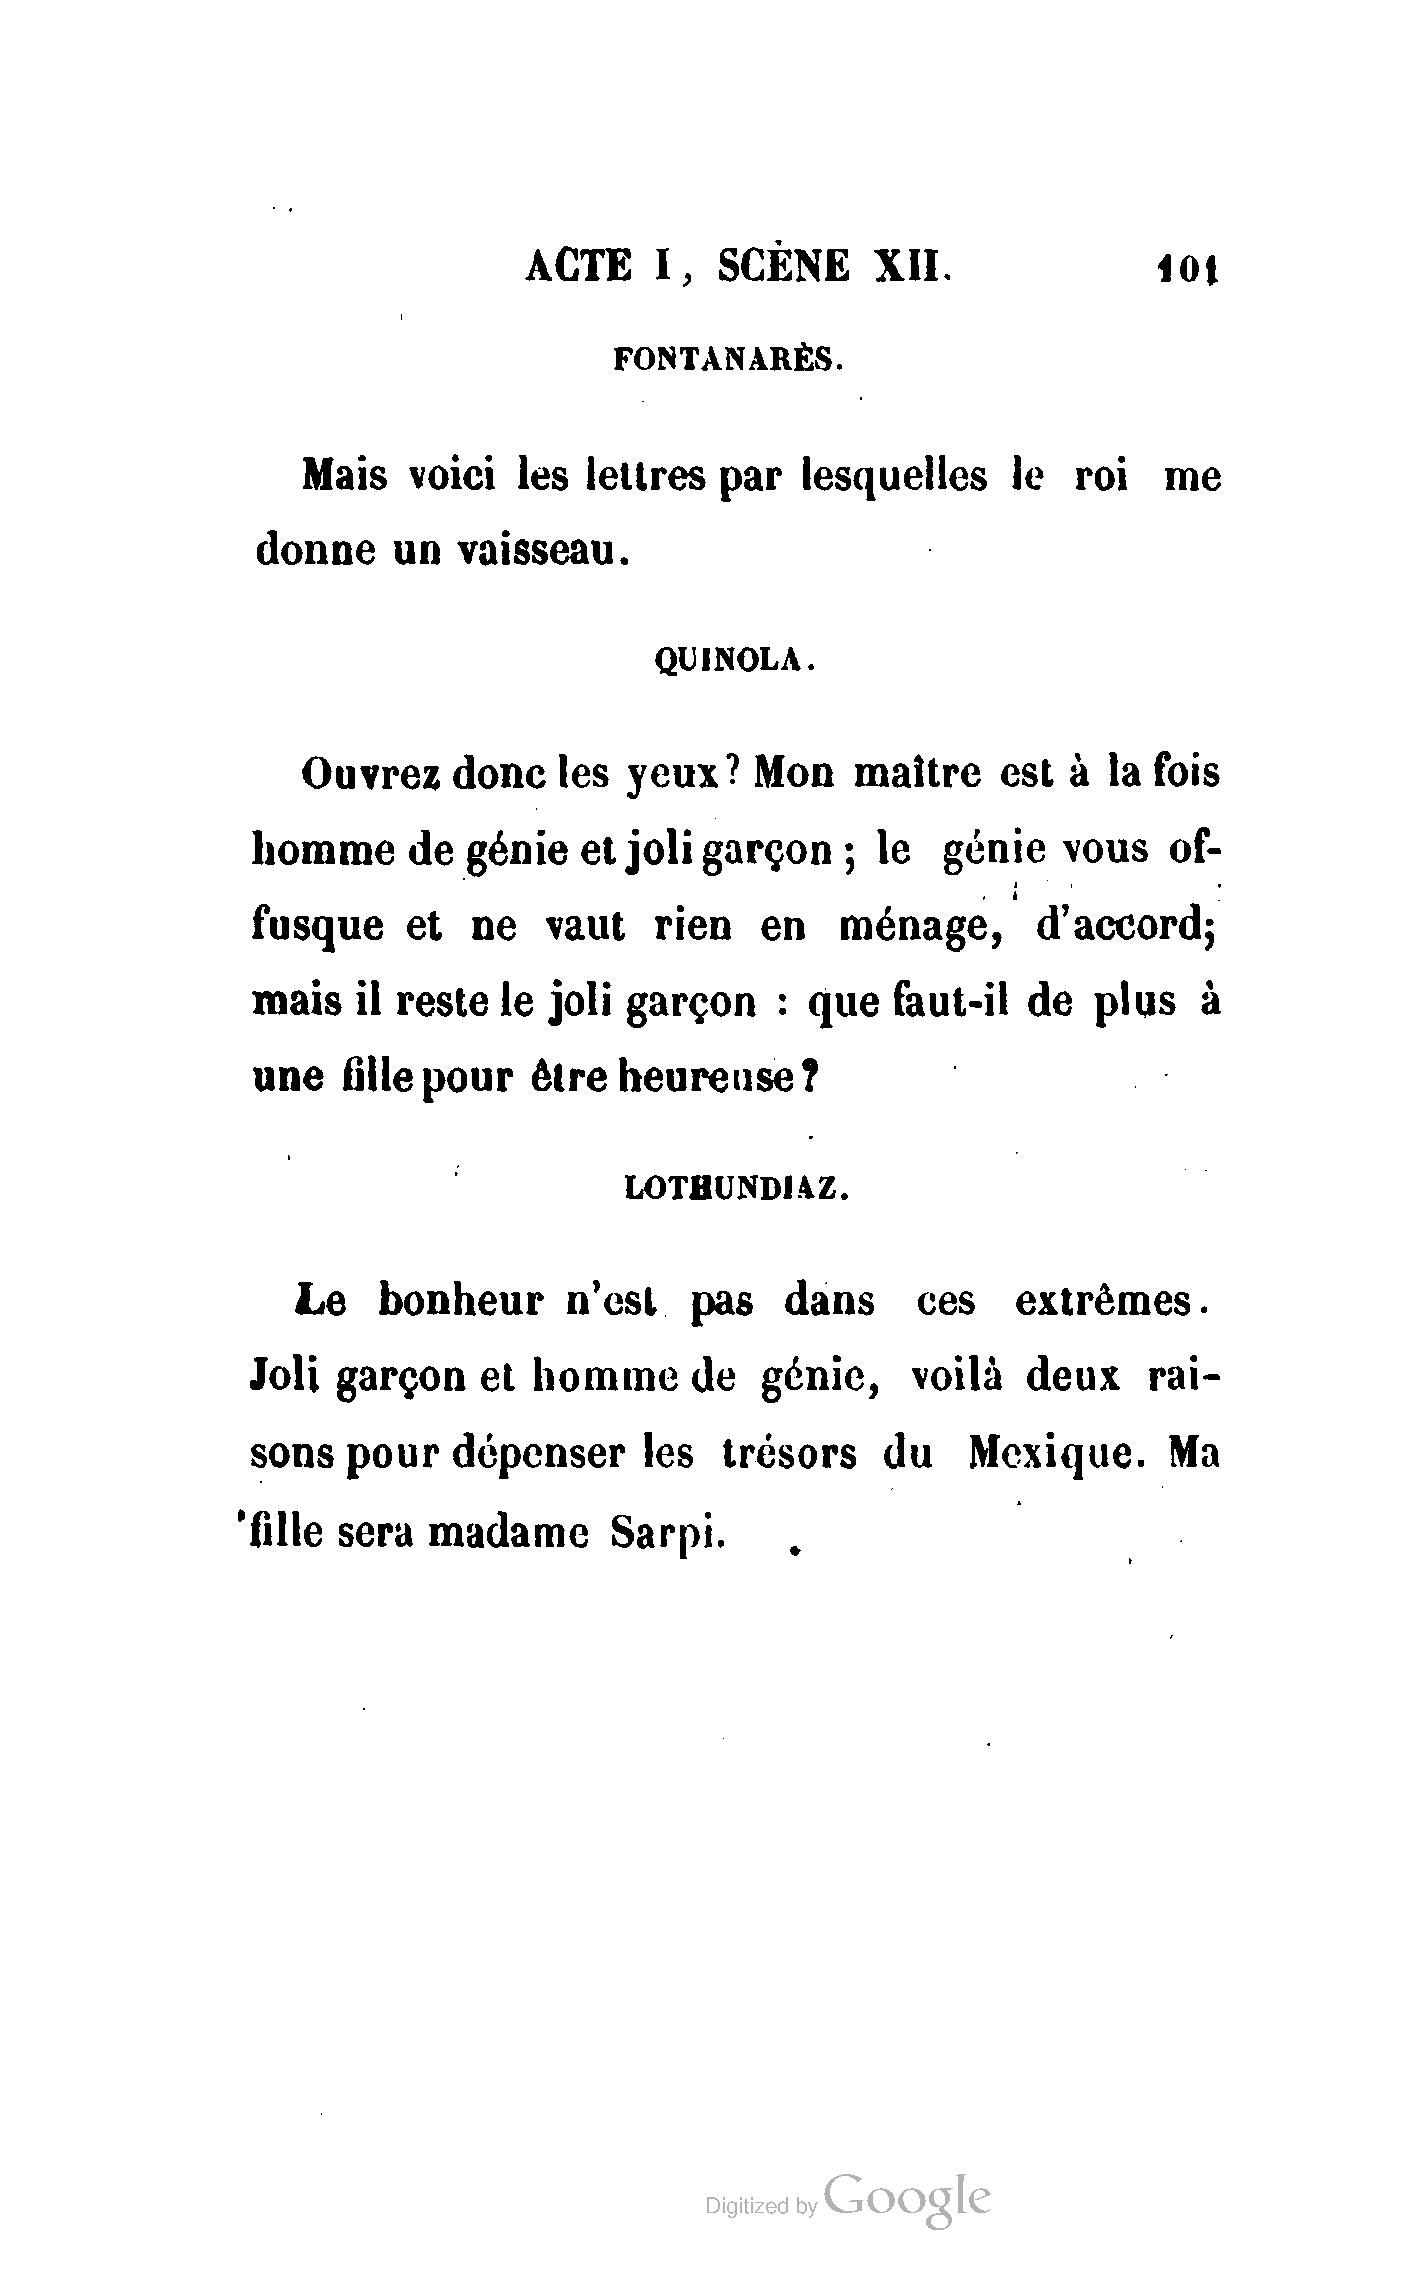 ACTE I, SCÈNE XII. 101
FONTANARÈS.
Mais voici les lettres par lesquelles le roi me
donne un vaisseau.
QUINOLA.
Ouvrez donc les yeux? Mon maître est à la fois
homme de génie et joli garçon; le génie vous of-
fusque et ne vaut rien en ménage, d'accord;
mais il reste le joli garçon : que faut-il de plus à
une fille pour être heureuse?
LOTHUNDIAZ.
Le bonheur n'est pas dans ces extrêmes.
Joli garçon et homme de génie, voilà deux rai-
sons pour dépenser les trésors du Mexique. Ma
fille sera madame Sarpi.
Digitized by Google